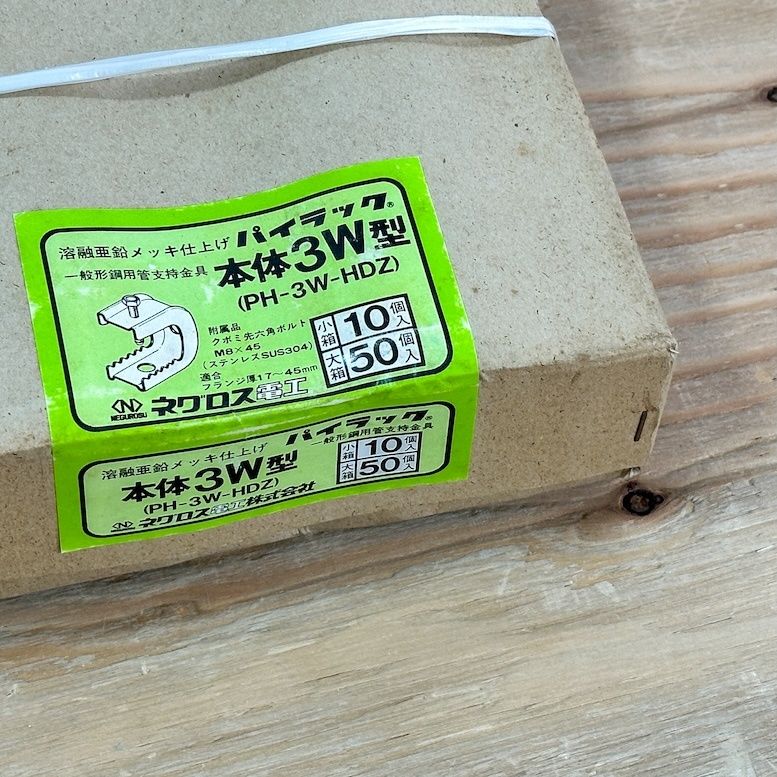 溶融亜鉛メッキ仕上げ パイラック®
一般形鋼用管支持金具 本体3W型
(PH-3W-HDZ)
附属品
クボミ先六角ボルト
M8×45
(ステンレスSUS304)
適合
フランジ厚17〜45mm
小箱 10個入
大箱 50個入
NEGUROSU ネグロス電工
溶融亜鉛メッキ仕上げ パイラック®
一般形鋼用管支持金具
本体3W型
(PH-3W-HDZ)
小箱 10個入
大箱 50個入
NEGUROSU ネグロス電工株式会社